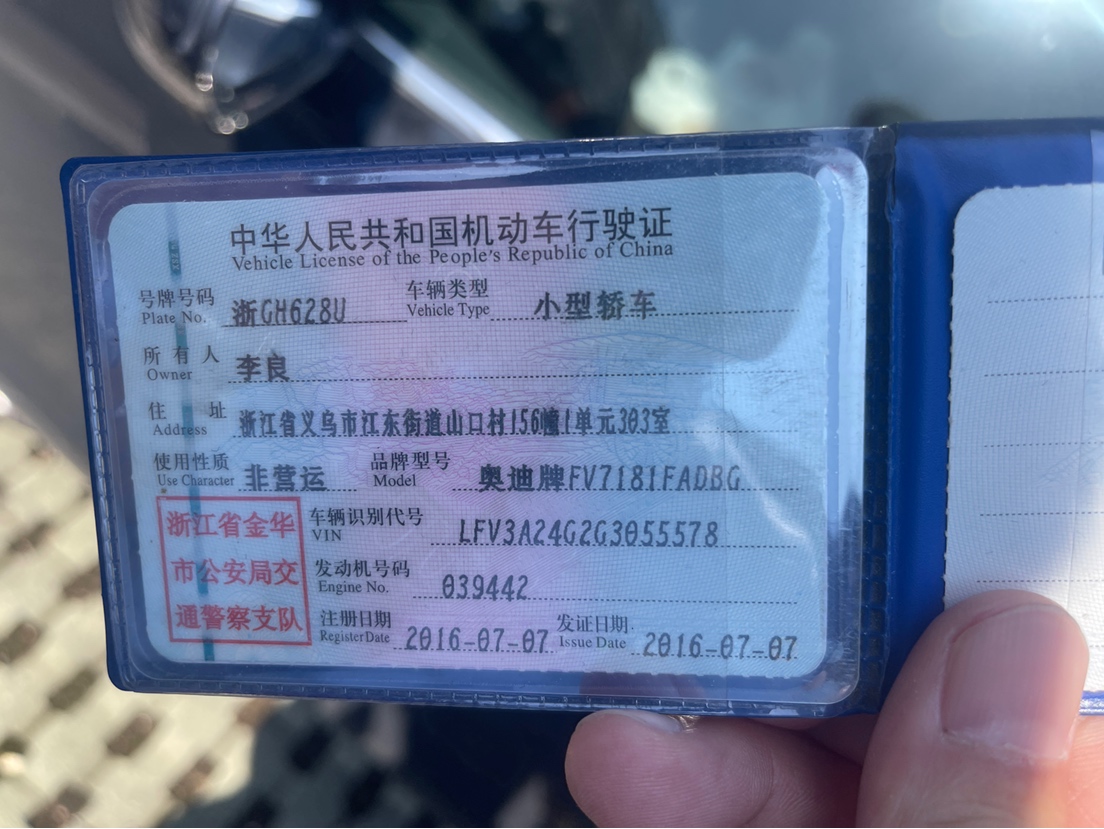 中华人民共和国机动车行驶证
Vehicle License of the People's Republic of China
号牌号码 浙GH628U 车辆类型 小型轿车
Plate No. Vehicle Type
所有人 李良
Owner
住址 浙江省义乌市江东街道山口村156幢1单元303室
Address
使用性质 非营运 品牌型号 奥迪牌FV7181FADBG
Use Character Model
浙江省金华
市公安局交
通警察支队
车辆识别代号 LFV3A24G2G3055578
VIN
发动机号码 039442
Engine No.
注册日期 2016-07-07 发证日期 2016-07-07
Register Date Issue Date